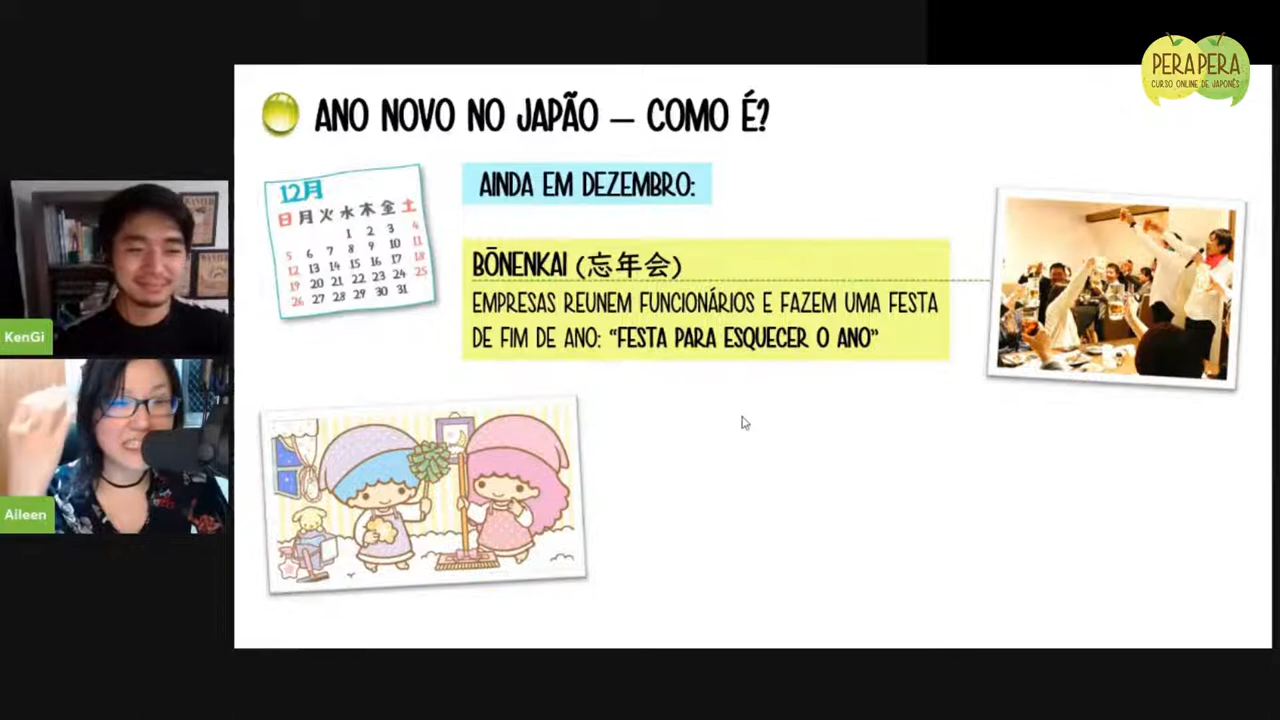 PERA PERA
CURSO ONLINE DE JAPONÊS
ANO NOVO NO JAPÃO – COMO É?
12月
日 月 火 水 木 金 土
1 2 3 4
5 6 7 8 9 10 11
12 13 14 15 16 17 18
19 20 21 22 23 24 25
26 27 28 29 30 31
AINDA EM DEZEMBRO:
BŌNENKAI (忘年会)
EMPRESAS REUNEM FUNCIONÁRIOS E FAZEM UMA FESTA
DE FIM DE ANO: “FESTA PARA ESQUECER O ANO”
WANTED
WANTED
KenGi
Aileen